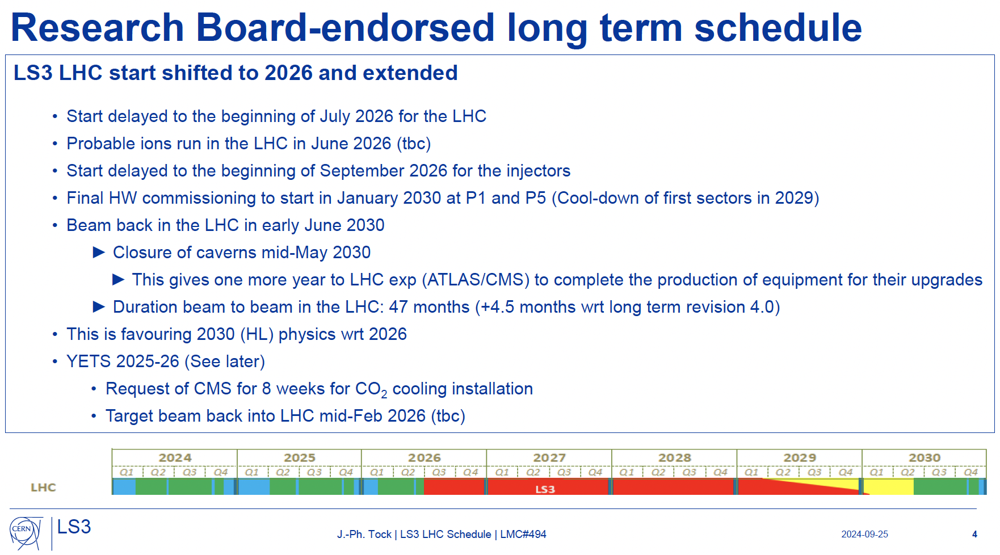 Research Board-endorsed long term schedule
LS3 LHC start shifted to 2026 and extended
• Start delayed to the beginning of July 2026 for the LHC
• Probable ions run in the LHC in June 2026 (tbc)
• Start delayed to the beginning of September 2026 for the injectors
• Final HW commissioning to start in January 2030 at P1 and P5 (Cool-down of first sectors in 2029)
• Beam back in the LHC in early June 2030
► Closure of caverns mid-May 2030
► This gives one more year to LHC exp (ATLAS/CMS) to complete the production of equipment for their upgrades
► Duration beam to beam in the LHC: 47 months (+4.5 months wrt long term revision 4.0)
• This is favouring 2030 (HL) physics wrt 2026
• YETS 2025-26 (See later)
• Request of CMS for 8 weeks for CO₂ cooling installation
• Target beam back into LHC mid-Feb 2026 (tbc)
2024 2025 2026 2027 2028 2029 2030
Q1 Q2 Q3 Q4 Q1 Q2 Q3 Q4 Q1 Q2 Q3 Q4 Q1 Q2 Q3 Q4 Q1 Q2 Q3 Q4 Q1 Q2 Q3 Q4 Q1 Q2 Q3 Q4
LHC LS3
CERN LS3
J.-Ph. Tock | LS3 LHC Schedule | LMC#494 2024-09-25 4